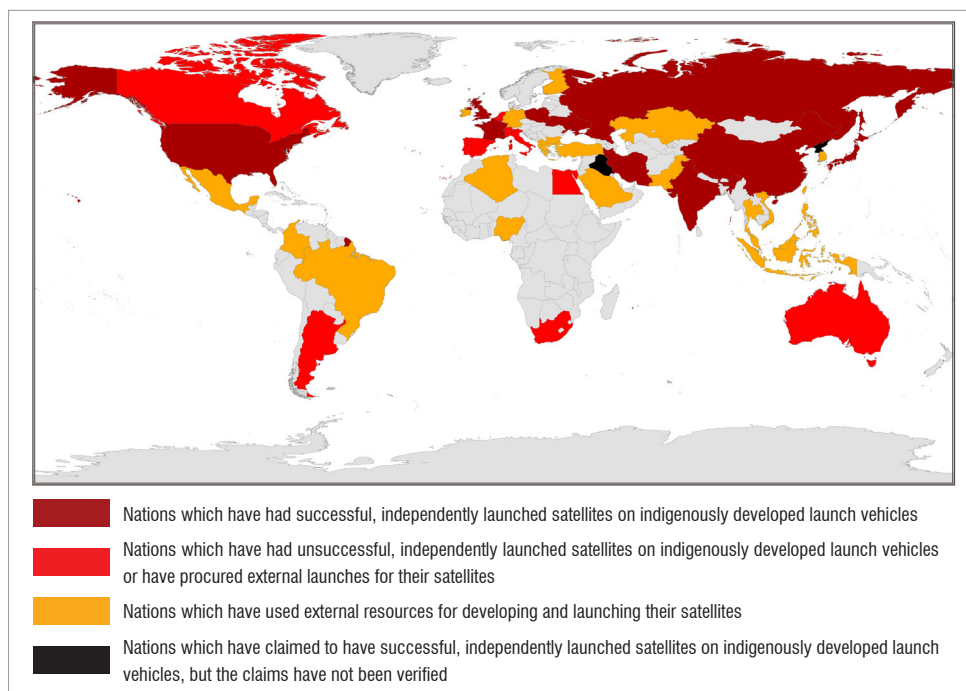 Nations which have had successful, independently launched satellites on indigenously developed launch vehicles
Nations which have had unsuccessful, independently launched satellites on indigenously developed launch vehicles
or have procured external launches for their satellites
Nations which have used external resources for developing and launching their satellites
Nations which have claimed to have successful, independently launched satellites on indigenously developed launch
vehicles, but the claims have not been verified